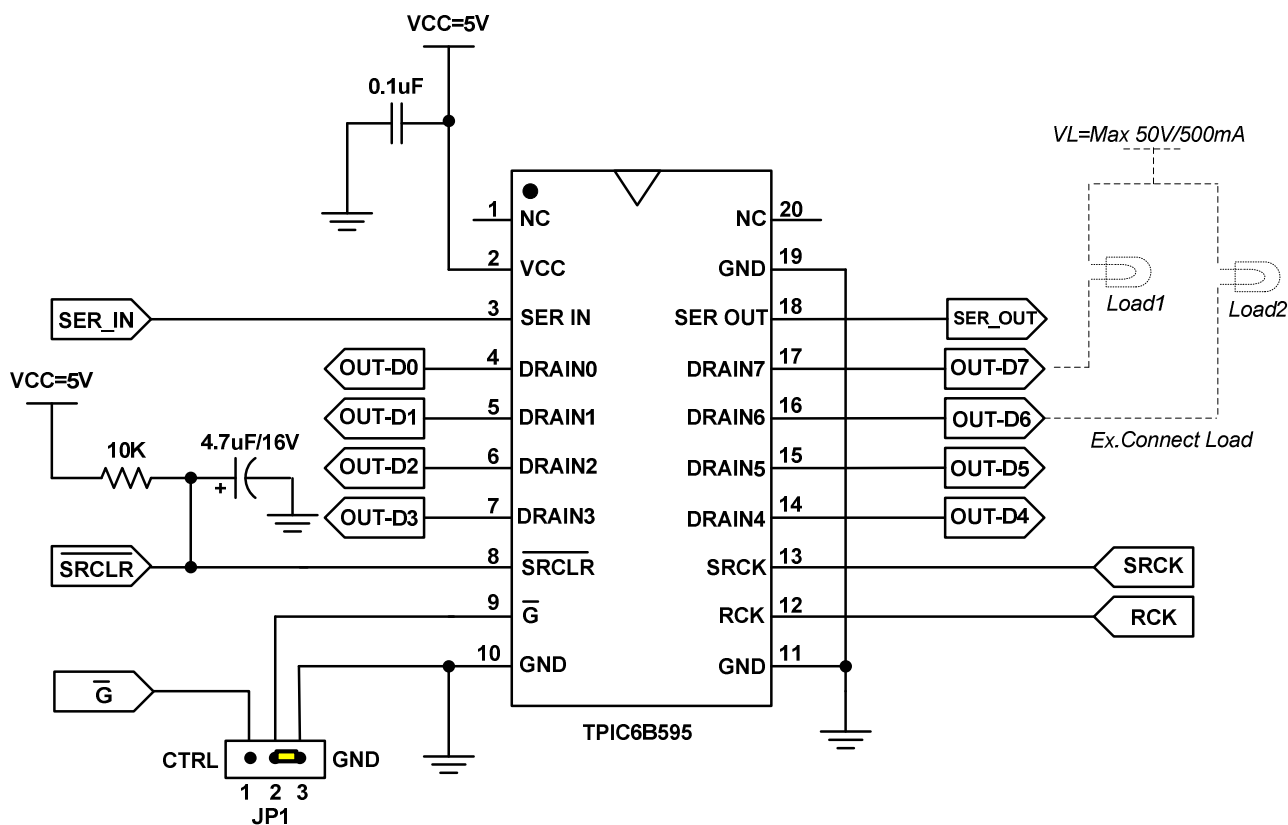 VCC=5V
0.1uF
VL=Max 50V/500mA
1 NC
NC 20
2 VCC
GND 19
Load1
Load2
SER_IN
3 SER IN
SER OUT 18
SER_OUT
OUT-D0
4 DRAIN0
DRAIN7 17
OUT-D7
VCC=5V
OUT-D1
5 DRAIN1
DRAIN6 16
OUT-D6
Ex.Connect Load
10K
4.7uF/16V
+
OUT-D2
6 DRAIN2
DRAIN5 15
OUT-D5
OUT-D3
7 DRAIN3
DRAIN4 14
OUT-D4
S̅R̅C̅L̅R̅
8 S̅R̅C̅L̅R̅
SRCK 13
SRCK
9 G̅
RCK 12
RCK
10 GND
GND 11
G̅
TPIC6B595
CTRL
GND
1 2 3
JP1